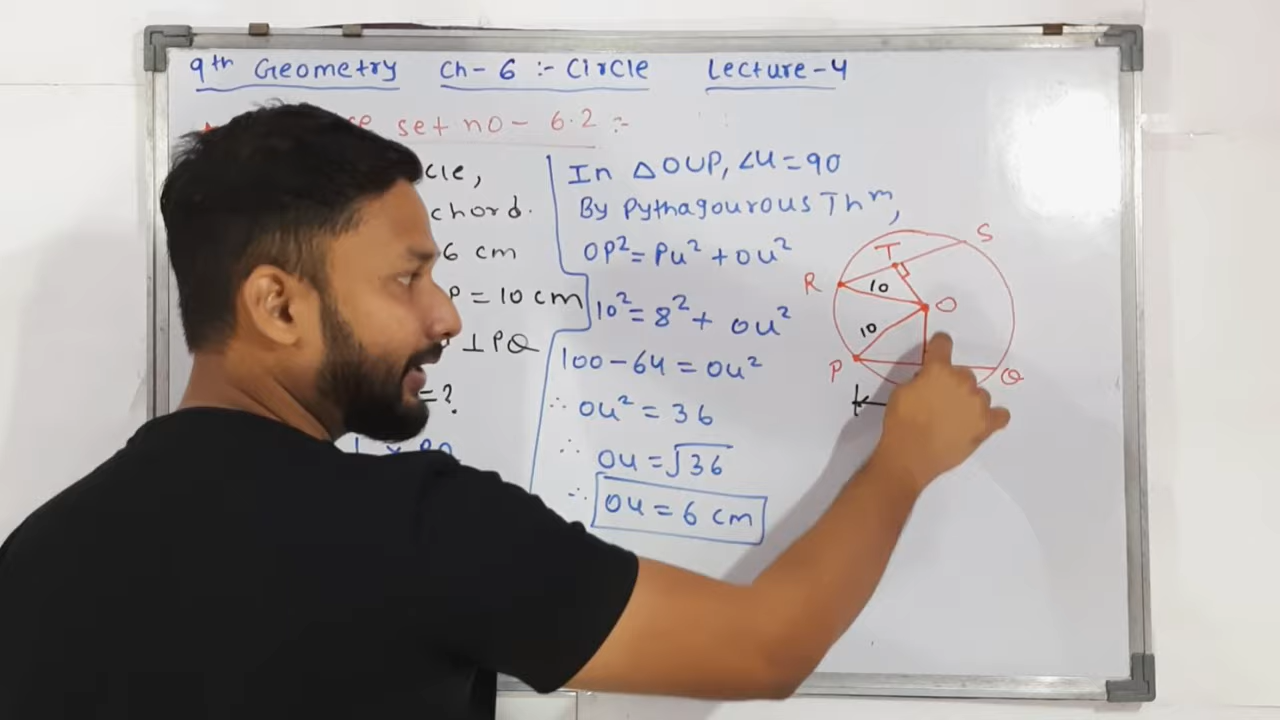 9th Geometry Ch-6 :- Circle Lecture-4
set no - 6.2 :-
chord.
6 cm
P = 10 cm
⊥ PQ
= ?
In △OUP, ∠U = 90
By Pythagourous Thm,
OP² = PU² + OU²
10² = 8² + OU²
100 - 64 = OU²
∴ OU² = 36
∴ OU = √36
∴ OU = 6 cm
S
T
R
10
O
10
P
Q